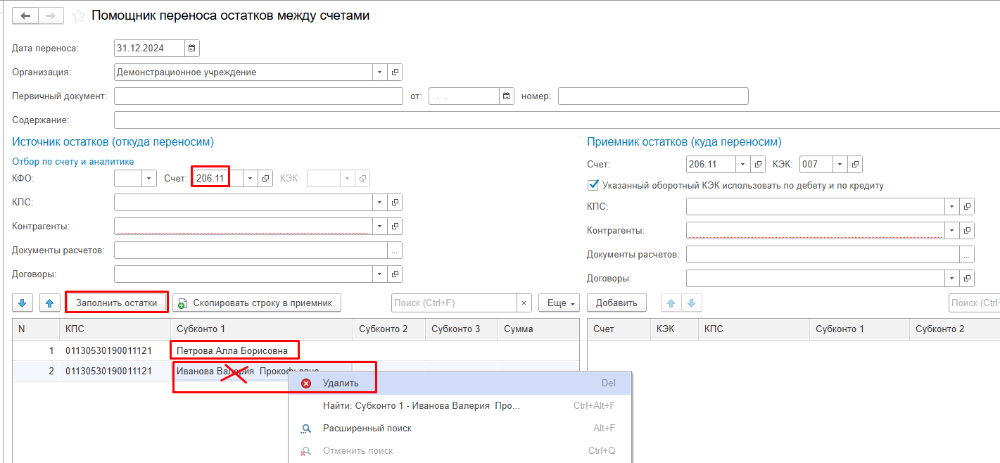 Помощник переноса остатков между счетами
Дата переноса: 31.12.2024
Организация: Демонстрационное учреждение
Первичный документ: от: . . номер:
Содержание:
Источник остатков (откуда переносим)
Отбор по счету и аналитике
КФО: Счет: 206.11 КЭК:
КПС:
Контрагенты:
Документы расчетов: ...
Договоры:
Заполнить остатки Скопировать строку в приемник Поиск (Ctrl+F) × Еще
N КПС Субконто 1 Субконто 2 Субконто 3 Сумма
1 01130530190011121 Петрова Алла Борисовна
2 01130530190011121 Иванова Валерия
Удалить Del
Найти: Субконто 1 - Иванова Валерия Про... Ctrl+Alt+F
Расширенный поиск Alt+F
Отменить поиск Ctrl+Q
Приемник остатков (куда переносим)
Счет: 206.11 КЭК: 007
Указанный оборотный КЭК использовать по дебету и по кредиту
КПС:
Контрагенты:
Документы расчетов: ...
Договоры:
Добавить Поиск (Ctrl+
Счет КЭК КПС Субконто 1 Субконто 2